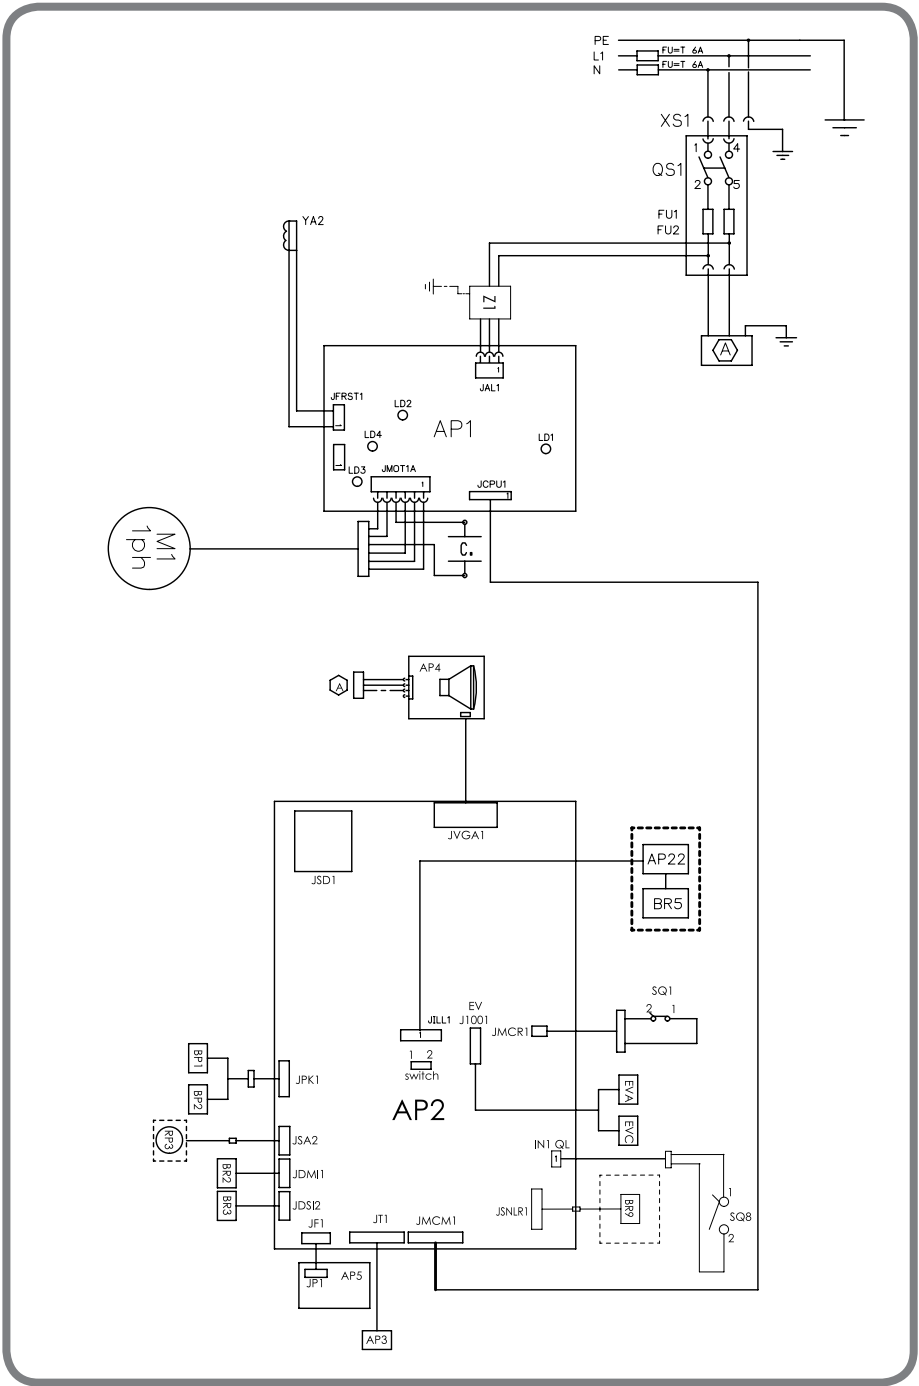 PE
L1 FU=T 6A
N FU=T 6A
XS1
1 4
QS1
2 5
FU1
FU2
YA2
Z1
A
JAL1
1
JFRST1
1
LD2
AP1
LD4
LD1
1
LD3
JMOT1A
1
JCPU1
1
M1
1ph
C.
AP4
A
JVGA1
JSD1
AP22
BR5
SQ1
2 1
EV
J1001
JILL1
1
JMCR1
1 2
switch
BP1
BP2
JPK1
AP2
EVA
EVC
RP3
JSA2
IN1 QL
1
BR2
JDMI1
BR3
JDSI2
JSNLR1
BR9
1
SQ8
2
JF1
JT1
JMCM1
JP1
AP5
AP3